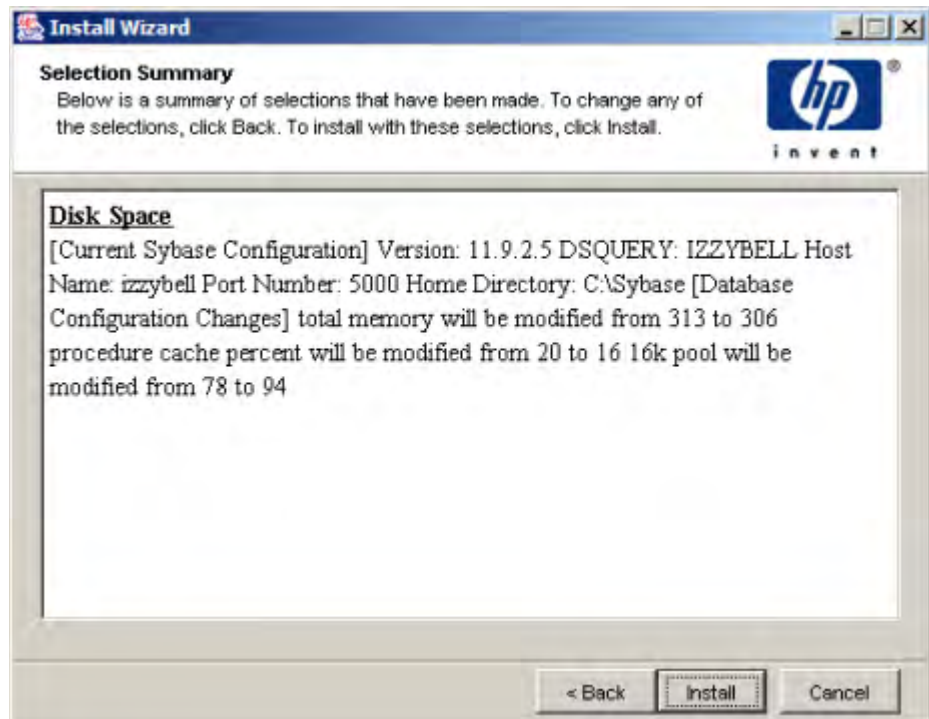 Install Wizard
Selection Summary
Below is a summary of selections that have been made. To change any of
the selections, click Back. To install with these selections, click Install.
hp
®
invent
Disk Space
[Current Sybase Configuration] Version: 11.9.2.5 DSQUERY: IZZYBELL Host
Name: izzybell Port Number: 5000 Home Directory: C:\Sybase [Database
Configuration Changes] total memory will be modified from 313 to 306
procedure cache percent will be modified from 20 to 16 16k pool will be
modified from 78 to 94
< Back
Install
Cancel